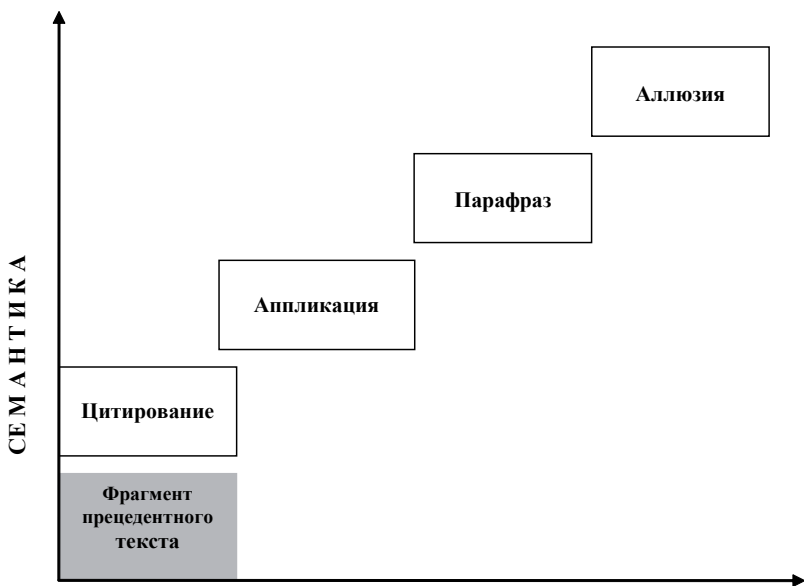 Аллюзия
Парафраз
Аппликация
Цитирование
Фрагмент
прецедентного
текста
СЕМАНТИКА